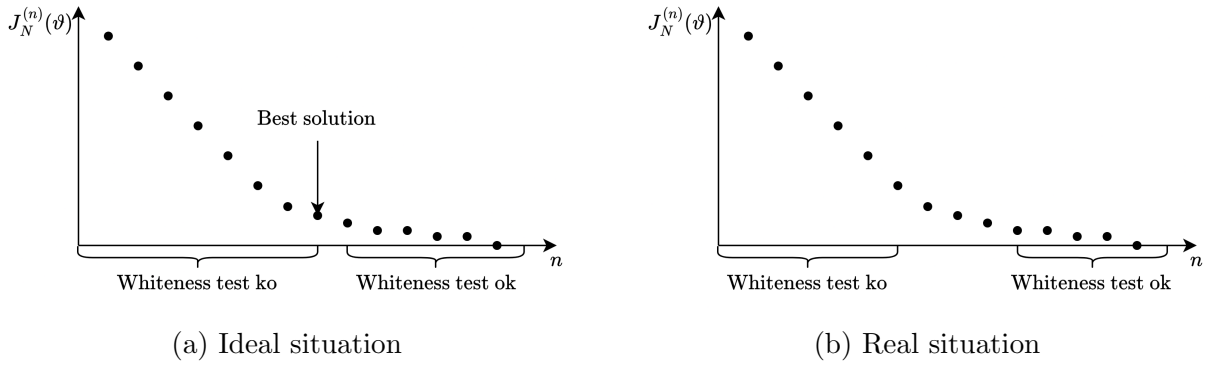 J_N^{(n)}(ϑ)
Best solution
n
Whiteness test ko
Whiteness test ok
(a) Ideal situation
J_N^{(n)}(ϑ)
n
Whiteness test ko
Whiteness test ok
(b) Real situation